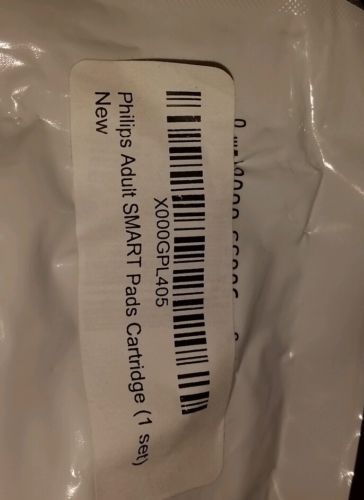 X000GPL405
Philips Adult SMART Pads Cartridge (1 set)
New